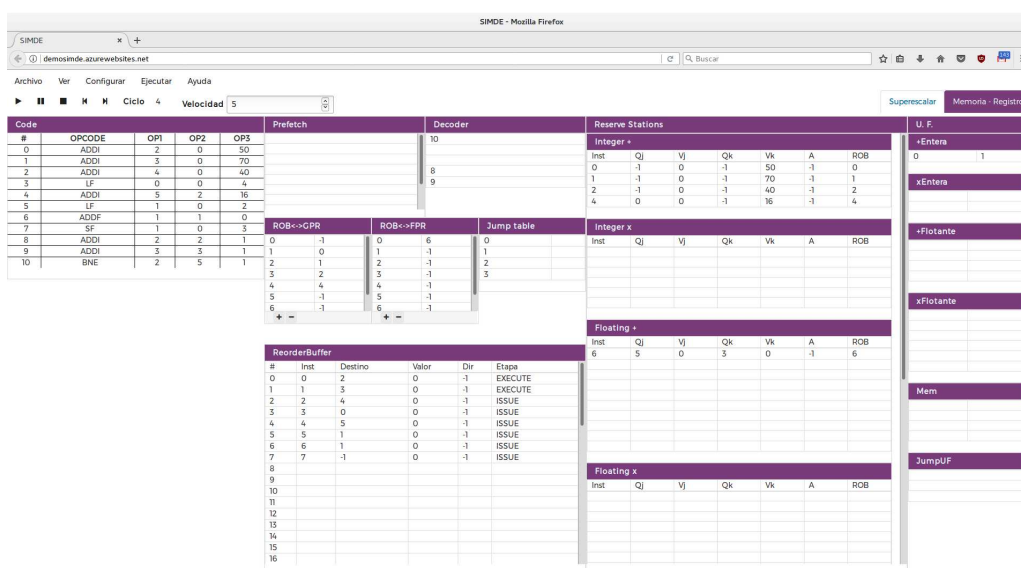 SIMDE - Mozilla Firefox
SIMDE × +
demosimde.azurewebsites.net Buscar 143
Archivo Ver Configurar Ejecutar Ayuda
Ciclo 4 Velocidad 5 Superescalar Memoria - Registro
Code
# OPCODE OP1 OP2 OP3
0 ADDI 2 0 50
1 ADDI 3 0 70
2 ADDI 4 0 40
3 LF 0 0 4
4 ADDI 5 2 16
5 LF 1 0 2
6 ADDF 1 1 0
7 SF 1 0 3
8 ADDI 2 2 1
9 ADDI 3 3 1
10 BNE 2 5 1
Prefetch
Decoder
10
8
9
ROB<->GPR
0 -1
1 0
2 1
3 2
4 4
5 -1
6 -1
+ -
ROB<->FPR
0 6
1 -1
2 -1
3 -1
4 -1
5 -1
6 -1
+ -
Jump table
0
1
2
3
ReorderBuffer
# Inst Destino Valor Dir Etapa
0 0 2 0 -1 EXECUTE
1 1 3 0 -1 EXECUTE
2 2 4 0 -1 ISSUE
3 3 0 0 -1 ISSUE
4 4 5 0 -1 ISSUE
5 5 1 0 -1 ISSUE
6 6 1 0 -1 ISSUE
7 7 -1 0 -1 ISSUE
8
9
10
11
12
13
14
15
16
Reserve Stations
Integer +
Inst Qj Vj Qk Vk A ROB
0 -1 0 -1 50 -1 0
1 -1 0 -1 70 -1 1
2 -1 0 -1 40 -1 2
4 0 0 -1 16 -1 4
Integer x
Inst Qj Vj Qk Vk A ROB
Floating +
Inst Qj Vj Qk Vk A ROB
6 5 0 3 0 -1 6
Floating x
Inst Qj Vj Qk Vk A ROB
U. F.
+Entera
0 1
xEntera
+Flotante
xFlotante
Mem
JumpUF